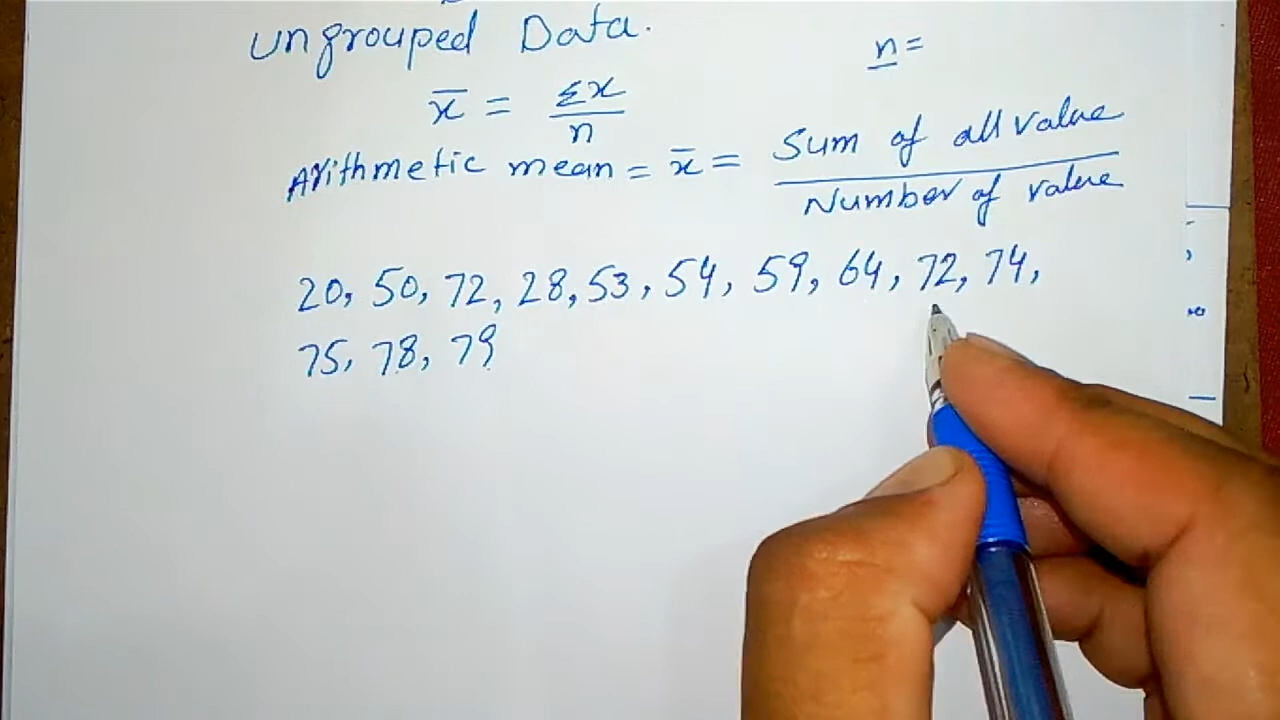 ungrouped Data.
n =
x̄ = Σx / n
Arithmetic mean = x̄ = Sum of all value / Number of value
20, 50, 72, 28, 53, 54, 59, 64, 72, 74,
75, 78, 79